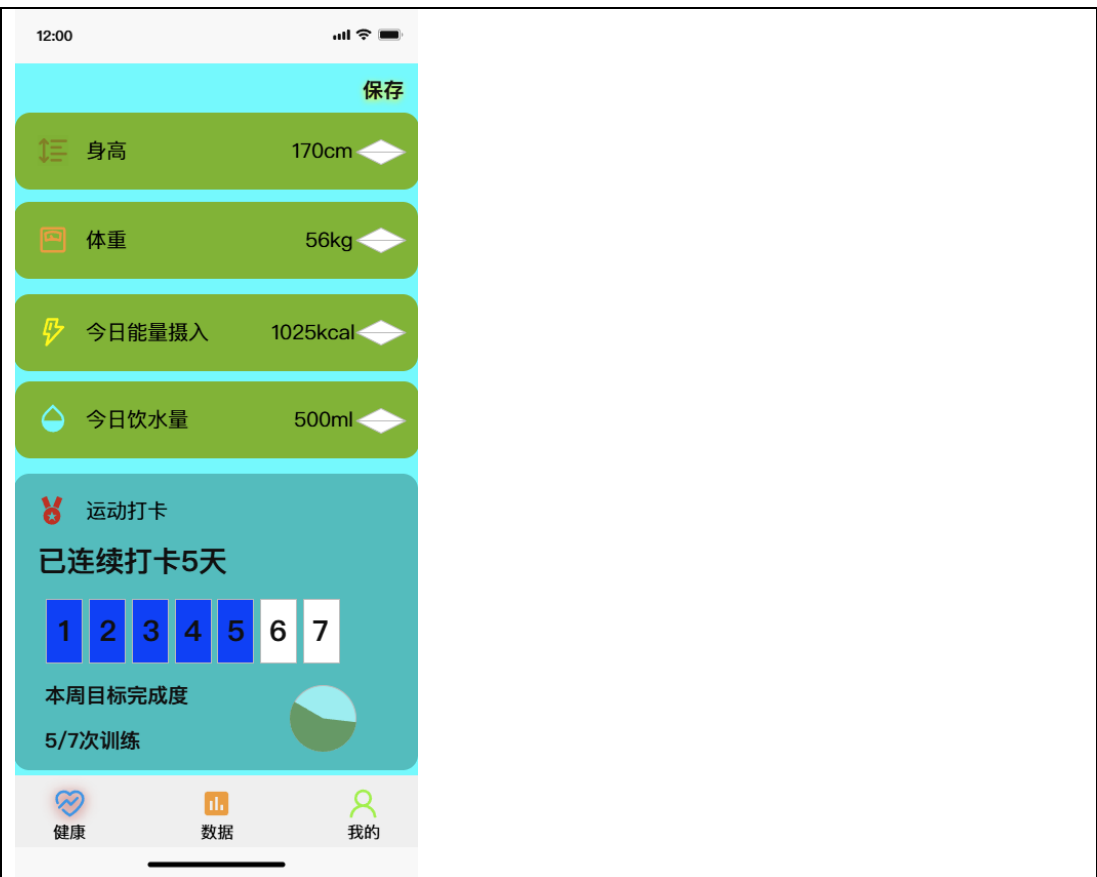 12:00
保存
身高 170cm
体重 56kg
今日能量摄入 1025kcal
今日饮水量 500ml
运动打卡
已连续打卡5天
1 2 3 4 5 6 7
本周目标完成度
5/7次训练
健康 数据 我的